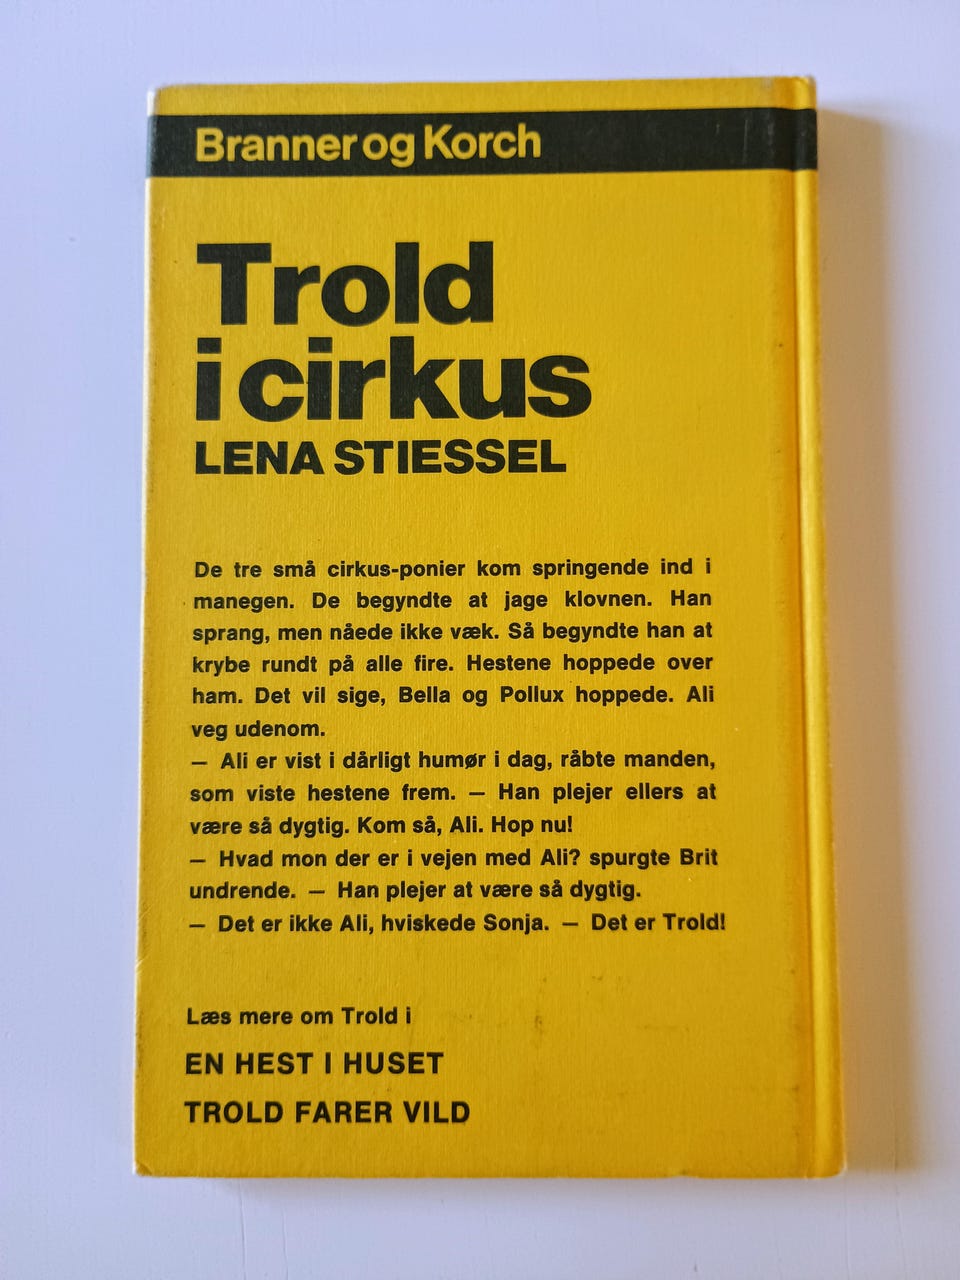 Branner og Korch
Trold
i cirkus
LENA STIESSEL
De tre små cirkus-ponier kom springende ind i
manegen. De begyndte at jage klovnen. Han
sprang, men nåede ikke væk. Så begyndte han at
krybe rundt på alle fire. Hestene hoppede over
ham. Det vil sige, Bella og Pollux hoppede. Ali
veg udenom.
— Ali er vist i dårligt humør i dag, råbte manden,
som viste hestene frem. — Han plejer ellers at
være så dygtig. Kom så, Ali. Hop nu!
— Hvad mon der er i vejen med Ali? spurgte Brit
undrende. — Han plejer at være så dygtig.
— Det er ikke Ali, hviskede Sonja. — Det er Trold!
Læs mere om Trold i
EN HEST I HUSET
TROLD FARER VILD